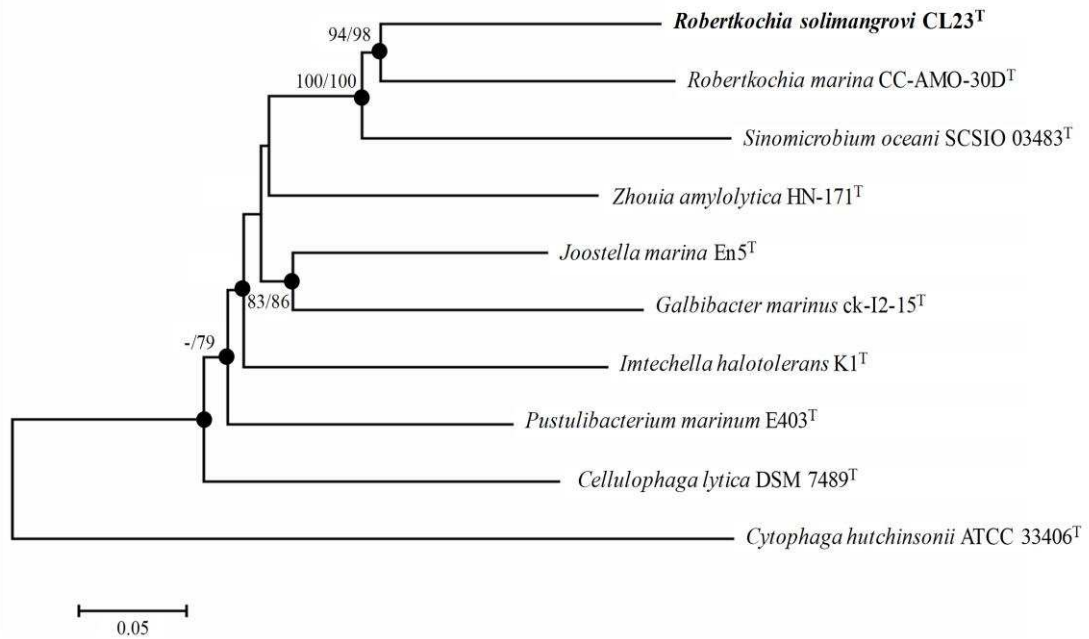 Robertkochia solimangrovi CL23ᵀ
94/98
Robertkochia marina CC-AMO-30Dᵀ
100/100
Sinomicrobium oceani SCSIO 03483ᵀ
Zhouia amylolytica HN-171ᵀ
Joostella marina En5ᵀ
83/86
Galbibacter marinus ck-I2-15ᵀ
-/79
Imtechella halotolerans K1ᵀ
Pustulibacterium marinum E403ᵀ
Cellulophaga lytica DSM 7489ᵀ
Cytophaga hutchinsonii ATCC 33406ᵀ
0.05